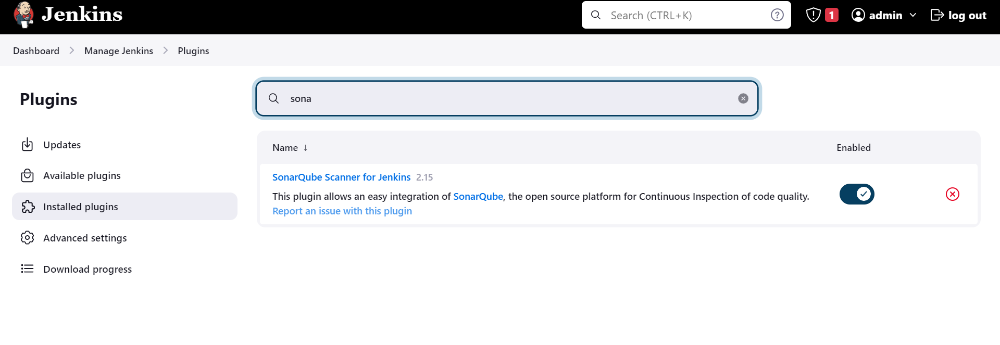 Jenkins
Search (CTRL+K)
1
admin
log out
Dashboard
Manage Jenkins
Plugins
Plugins
Updates
Available plugins
Installed plugins
Advanced settings
Download progress
sona
Name ↓
Enabled
SonarQube Scanner for Jenkins 2.15
This plugin allows an easy integration of SonarQube, the open source platform for Continuous Inspection of code quality.
Report an issue with this plugin